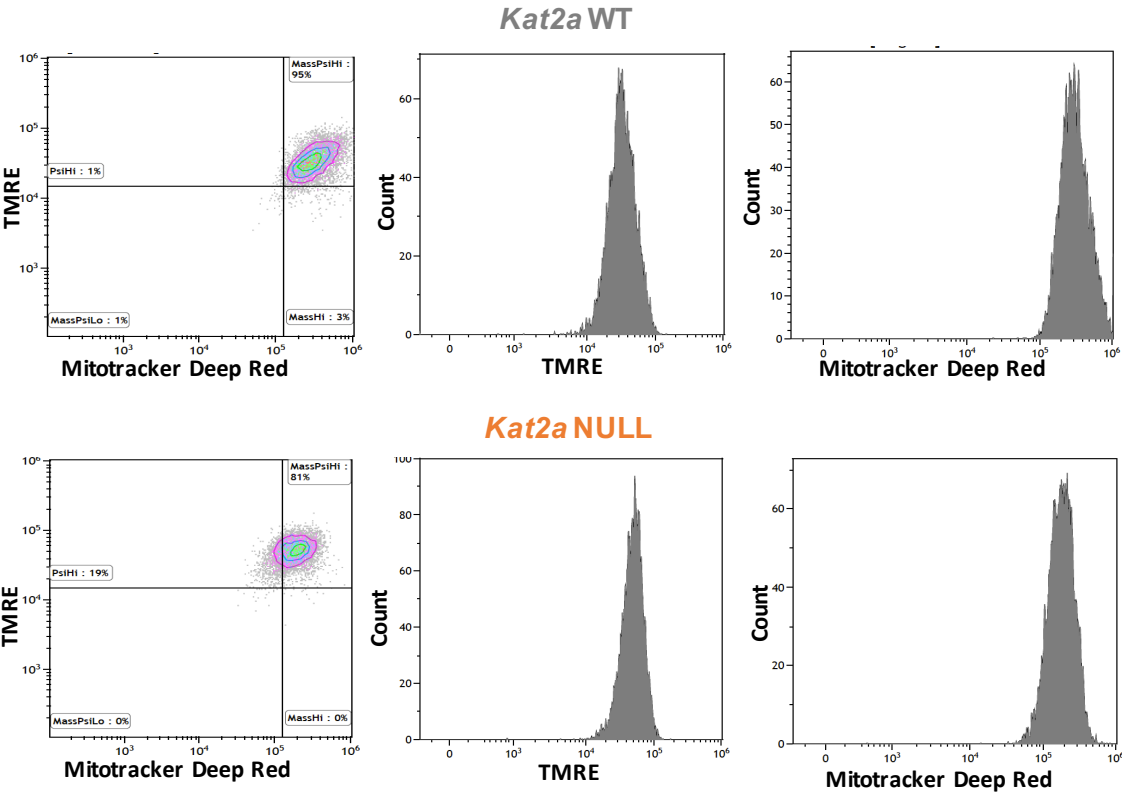 Kat2a WT
10⁶
10⁵
10⁴
10³
TMRE
MassPsiHi :
95%
PsiHi : 1%
MassPsiLo : 1%
MassHi : 3%
10³ 10⁴ 10⁵ 10⁶
Mitotracker Deep Red
60
40
20
0
Count
0 10³ 10⁴ 10⁵ 10⁶
TMRE
60
50
40
30
20
10
0
Count
0 10³ 10⁴ 10⁵ 10⁶
Mitotracker Deep Red
Kat2a NULL
10⁶
10⁵
10⁴
10³
TMRE
MassPsiHi :
81%
PsiHi : 19%
MassPsiLo : 0%
MassHi : 0%
10³ 10⁴ 10⁵ 10⁶
Mitotracker Deep Red
100
80
60
40
20
0
Count
0 10³ 10⁴ 10⁵ 10⁶
TMRE
60
40
20
0
Count
0 10³ 10⁴ 10⁵ 10⁶
Mitotracker Deep Red